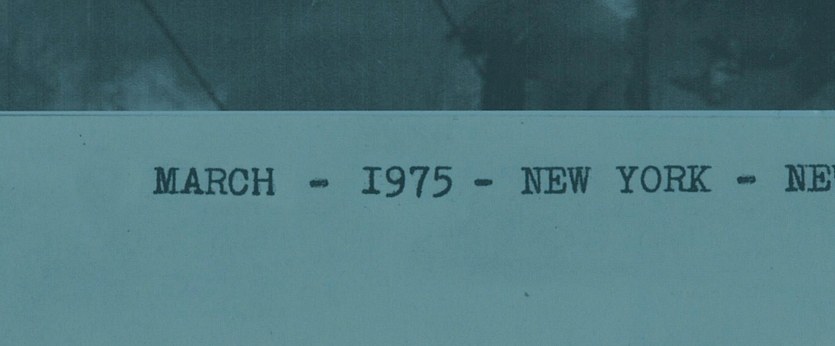 MARCH - I975 - NEW YORK -